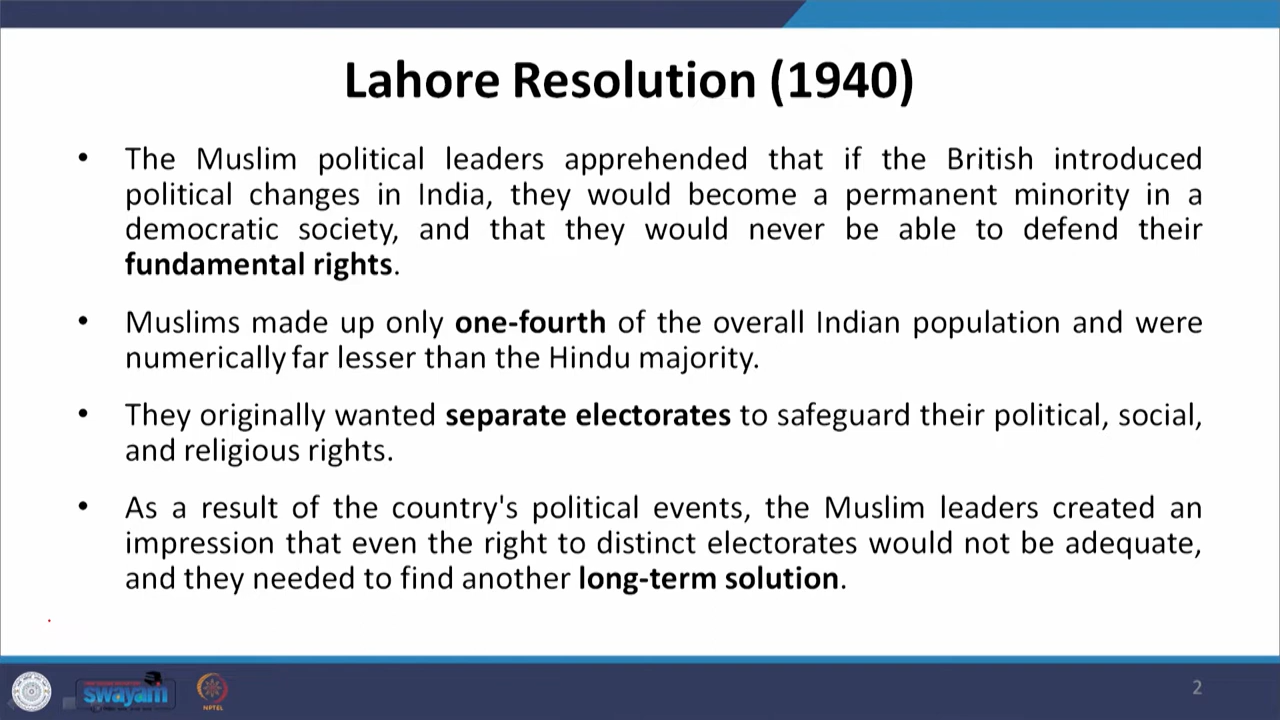 Lahore Resolution (1940)
• The Muslim political leaders apprehended that if the British introduced
political changes in India, they would become a permanent minority in a
democratic society, and that they would never be able to defend their
fundamental rights.
• Muslims made up only one-fourth of the overall Indian population and were
numerically far lesser than the Hindu majority.
• They originally wanted separate electorates to safeguard their political, social,
and religious rights.
• As a result of the country's political events, the Muslim leaders created an
impression that even the right to distinct electorates would not be adequate,
and they needed to find another long-term solution.
swayam
NPTEL
2